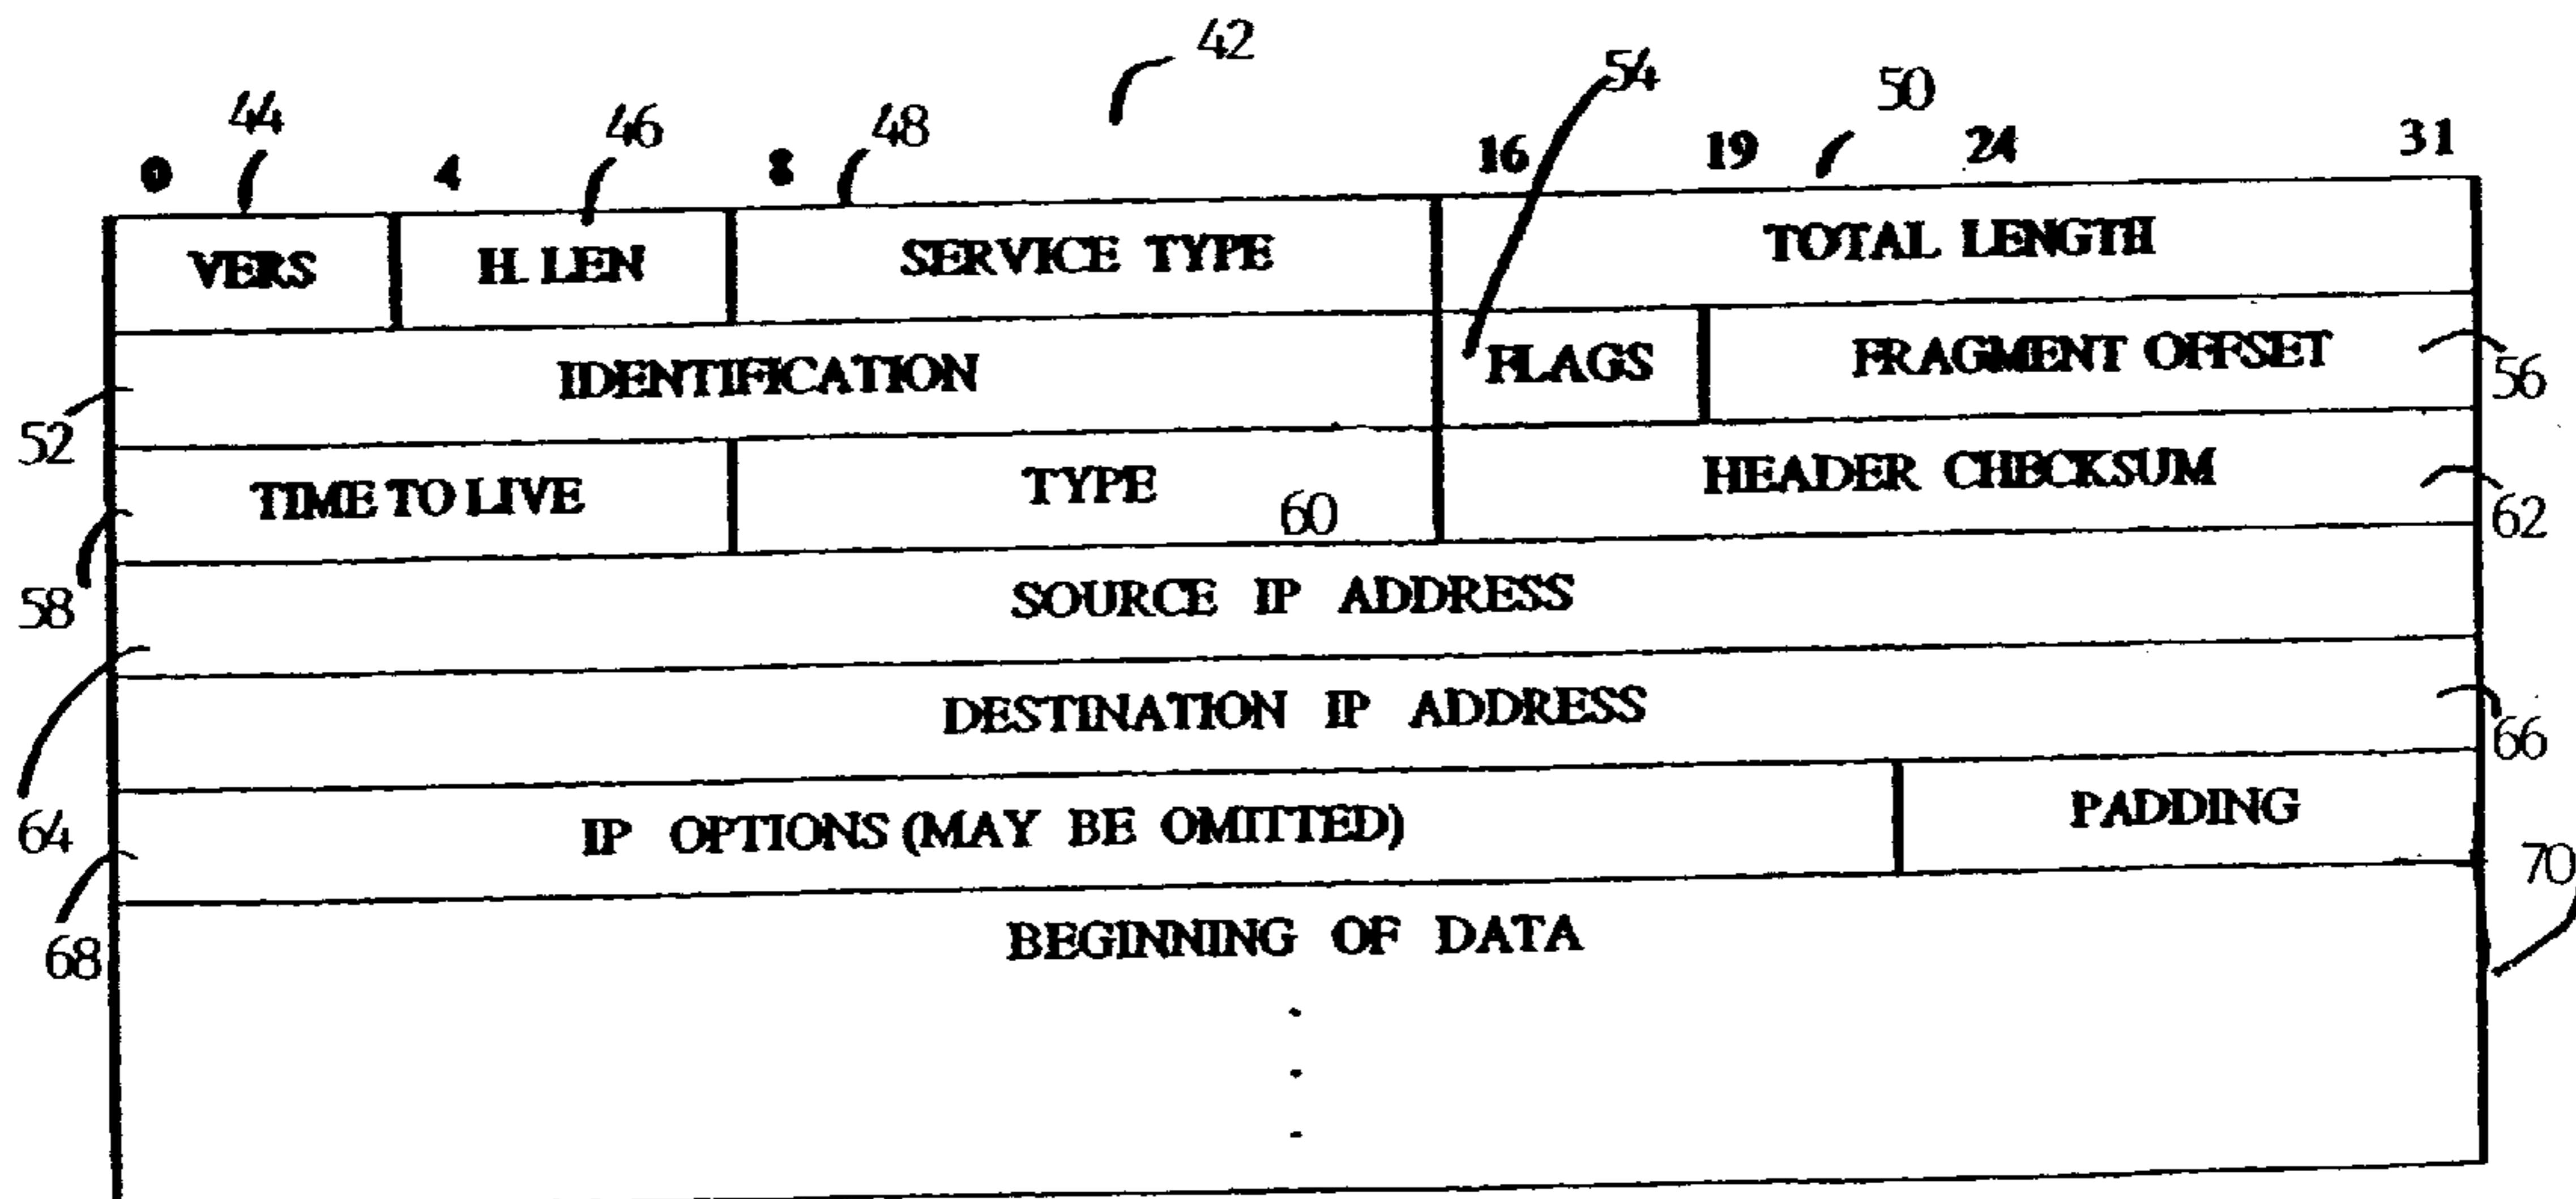 42
54
50
44
46
48
0 4 8 16 19 24 31
VERS H. LEN SERVICE TYPE TOTAL LENGTH
IDENTIFICATION FLAGS FRAGMENT OFFSET
52
56
TIME TO LIVE TYPE 60 HEADER CHECKSUM
58
62
SOURCE IP ADDRESS
64
DESTINATION IP ADDRESS
66
IP OPTIONS (MAY BE OMITTED) PADDING
68
70
BEGINNING OF DATA